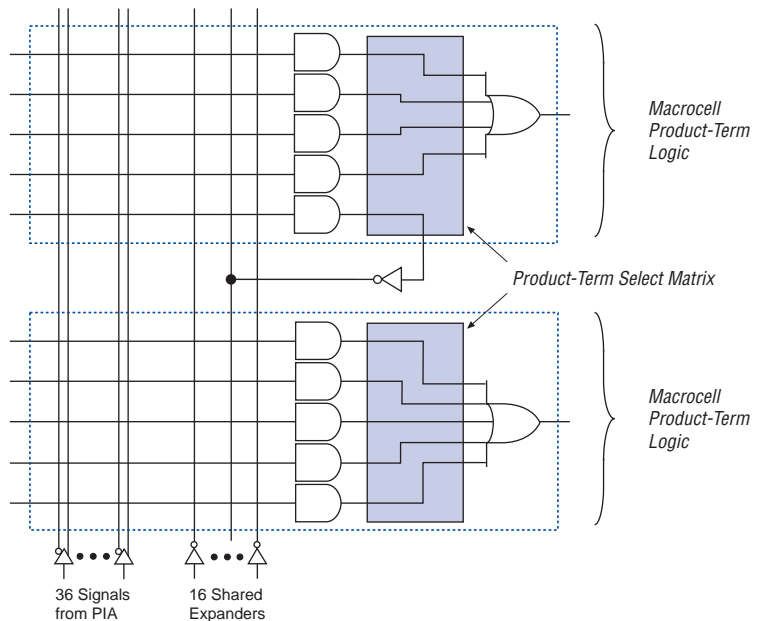 Macrocell
Product-Term
Logic
Product-Term Select Matrix
Macrocell
Product-Term
Logic
36 Signals
from PIA
16 Shared
Expanders